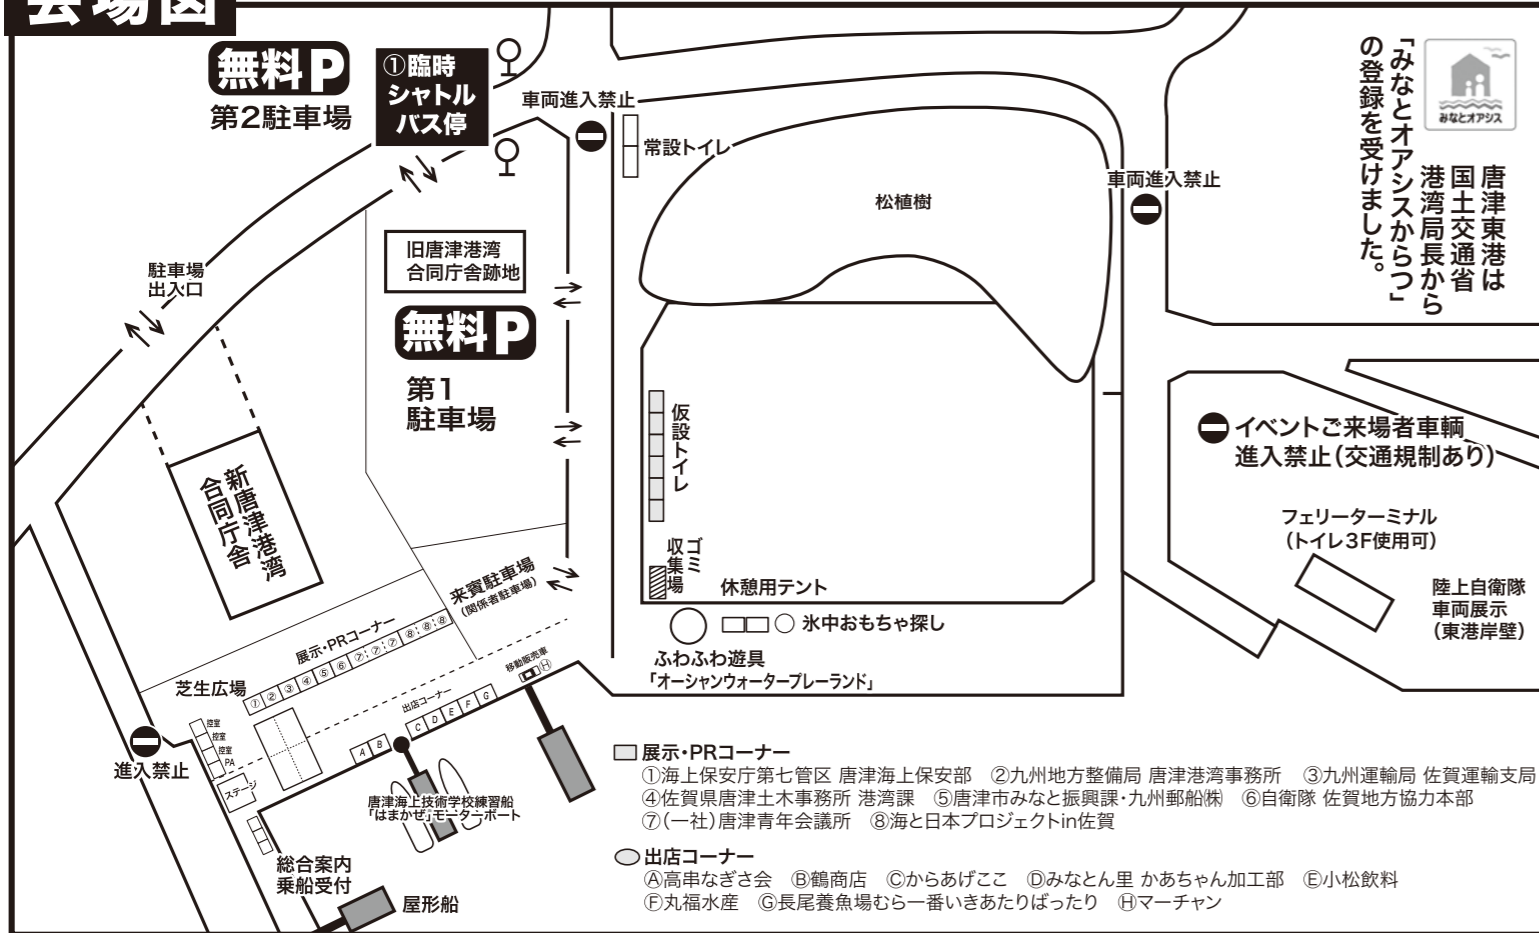 会場図
無料P
第2駐車場
①臨時
シャトル
バス停
車両進入禁止
常設トイレ
松植樹
車両進入禁止
みなとオアシス
唐津東港は
国土交通省
港湾局長から
「みなとオアシスからつ」
の登録を受けました。
駐車場
出入口
旧唐津港湾
合同庁舎跡地
無料P
第1
駐車場
新唐津港湾
合同庁舎
仮設トイレ
ゴミ
収集場
休憩用テント
氷中おもちゃ探し
ふわふわ遊具
「オーシャンウォータープレーランド」
イベントご来場者車輌
進入禁止(交通規制あり)
フェリーターミナル
(トイレ3F使用可)
陸上自衛隊
車両展示
(東港岸壁)
来賓駐車場
(関係者駐車場)
展示・PRコーナー
① ② ③ ④ ⑤ ⑥ ⑦ ⑦ ⑦ ⑧ ⑧ ⑧
芝生広場
移動販売車
Ⓗ
出店コーナー
A B C D E F G
控室
控室
控室
PA
ステージ
進入禁止
唐津海上技術学校練習船
「はまかぜ」モーターボート
総合案内
乗船受付
屋形船
展示・PRコーナー
①海上保安庁第七管区 唐津海上保安部 ②九州地方整備局 唐津港湾事務所 ③九州運輸局 佐賀運輸支局
④佐賀県唐津土木事務所 港湾課 ⑤唐津市みなと振興課・九州郵船㈱ ⑥自衛隊 佐賀地方協力本部
⑦(一社)唐津青年会議所 ⑧海と日本プロジェクトin佐賀
出店コーナー
Ⓐ高串なぎさ会 Ⓑ鶴商店 Ⓒからあげここ Ⓓみなとん里 かあちゃん加工部 Ⓔ小松飲料
Ⓕ丸福水産 Ⓖ長尾養魚場むら一番いきあたりばったり Ⓗマーチャン